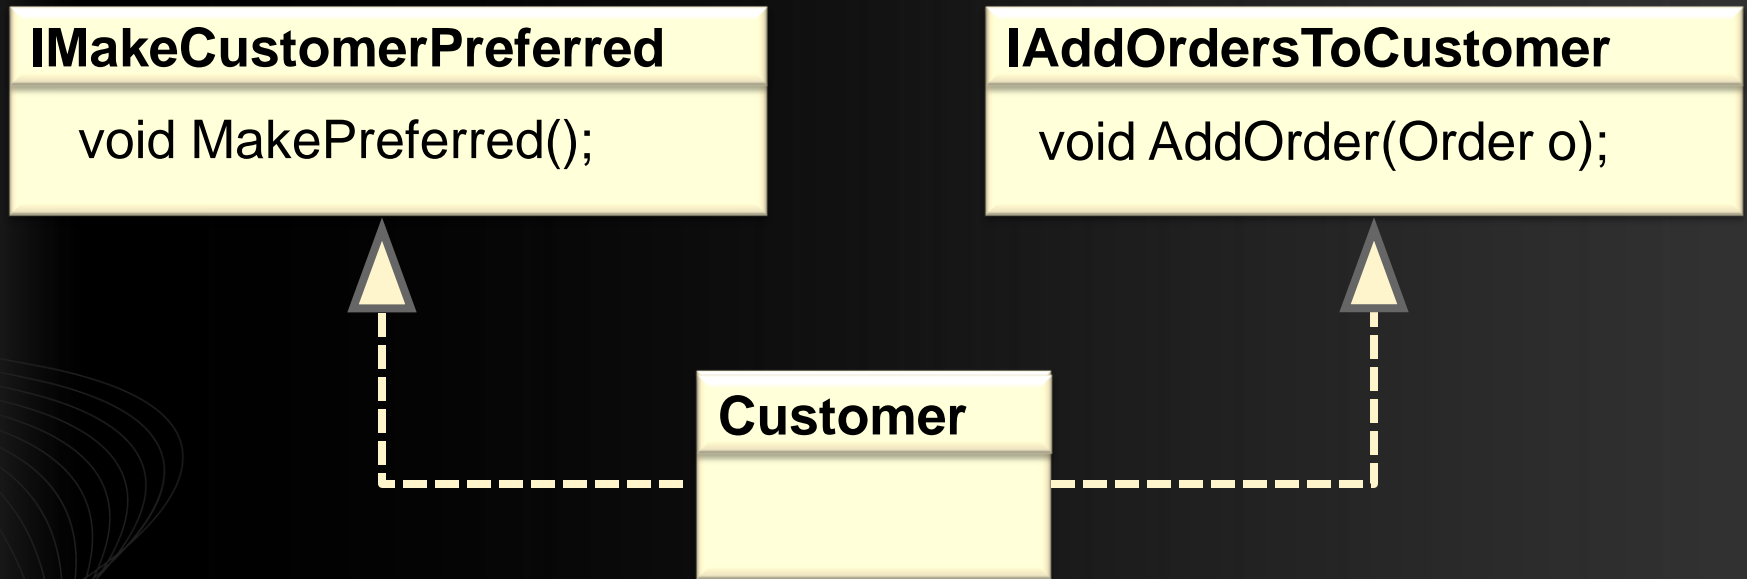 IMakeCustomerPreferred
void MakePreferred();
IAddOrdersToCustomer
void AddOrder(Order o);
Customer